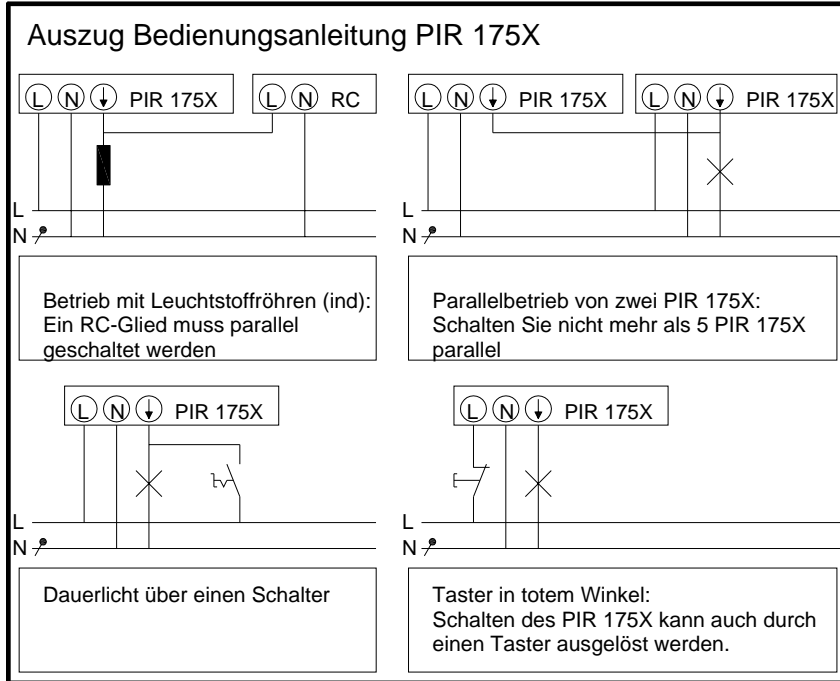 Auszug Bedienungsanleitung PIR 175X
L N PIR 175X
L N RC
L N PIR 175X
L N PIR 175X
L
N
L
N
Betrieb mit Leuchtstoffröhren (ind):
Ein RC-Glied muss parallel
geschaltet werden
Parallelbetrieb von zwei PIR 175X:
Schalten Sie nicht mehr als 5 PIR 175X
parallel
L N PIR 175X
L N PIR 175X
L
N
L
N
Dauerlicht über einen Schalter
Taster in totem Winkel:
Schalten des PIR 175X kann auch durch
einen Taster ausgelöst werden.